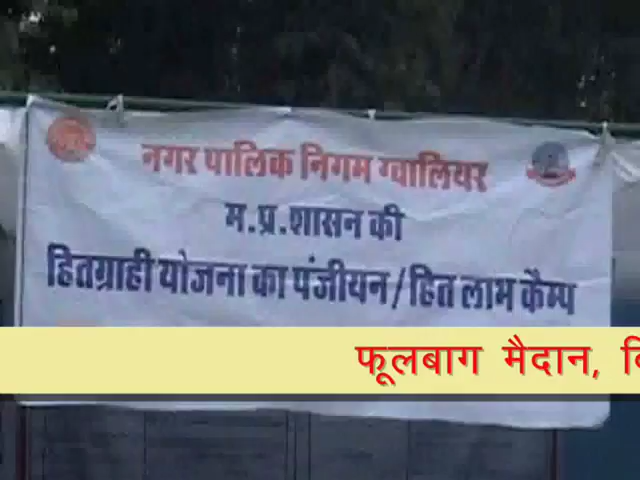 नगर पालिक निगम ग्वालियर
म.प्र.शासन की
हितग्राही योजना का पंजीयन/हित लाभ कैम्प
फूलबाग मैदान,